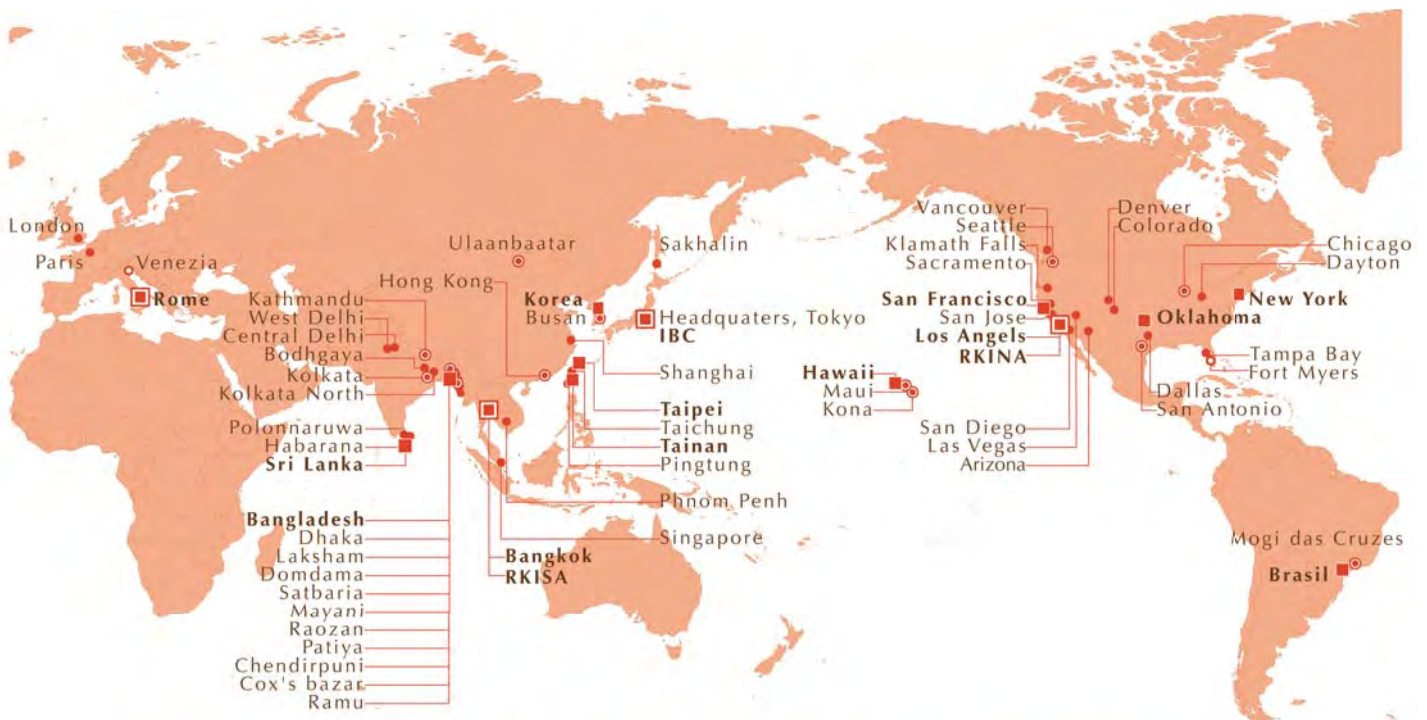 London
Paris
Venezia
Rome
Kathmandu
West Delhi
Central Delhi
Bodhgaya
Kolkata
Kolkata North
Polonnaruwa
Habarana
Sri Lanka
Bangladesh
Dhaka
Laksham
Domdama
Satbaria
Mayani
Raozan
Patiya
Chendirpuni
Cox's bazar
Ramu
Ulaanbaatar
Hong Kong
Korea
Busan
Sakhalin
Headquaters, Tokyo
IBC
Shanghai
Taipei
Taichung
Tainan
Pingtung
Phnom Penh
Singapore
Bangkok
RKISA
Vancouver
Seattle
Klamath Falls
Sacramento
San Francisco
San Jose
Los Angels
RKINA
Hawaii
Maui
Kona
San Diego
Las Vegas
Arizona
Denver
Colorado
Chicago
Dayton
New York
Oklahoma
Tampa Bay
Fort Myers
Dallas
San Antonio
Mogi das Cruzes
Brasil